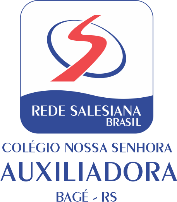 REDE SALESIANA
BRASIL
COLÉGIO NOSSA SENHORA
AUXILIADORA
BAGÉ - RS